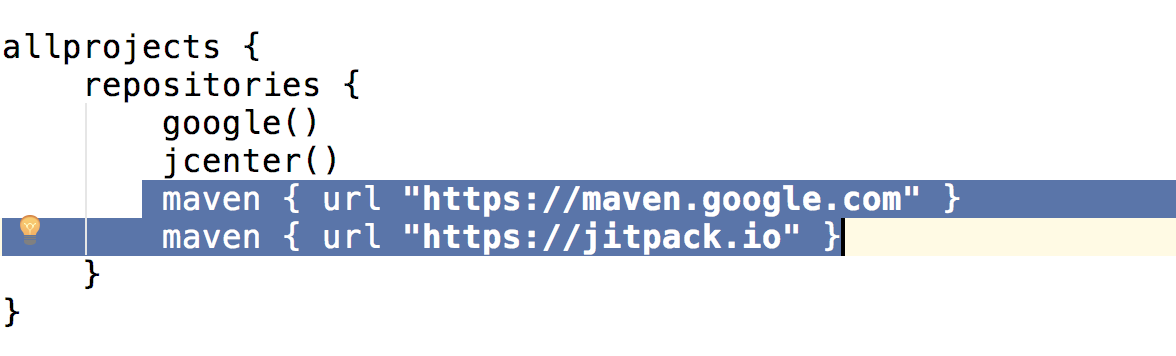 allprojects {
    repositories {
        google()
        jcenter()
        maven { url "https://maven.google.com" }
        maven { url "https://jitpack.io" }
    }
}